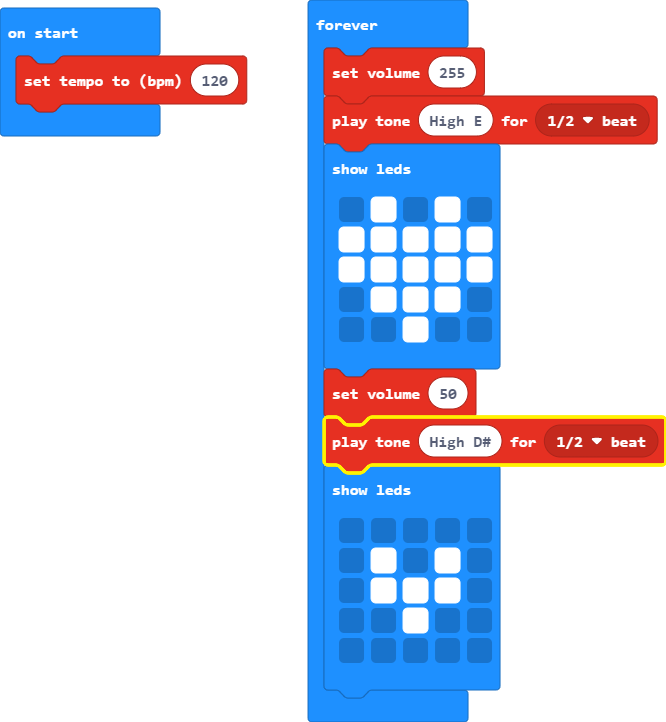 on start
set tempo to (bpm) 120
forever
set volume 255
play tone High E for 1/2 beat
show leds
set volume 50
play tone High D# for 1/2 beat
show leds